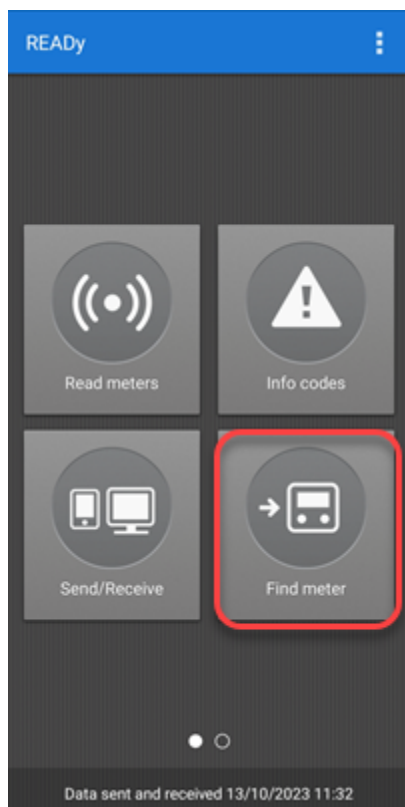 READy
Read meters
Info codes
Send/Receive
Find meter
Data sent and received 13/10/2023 11:32